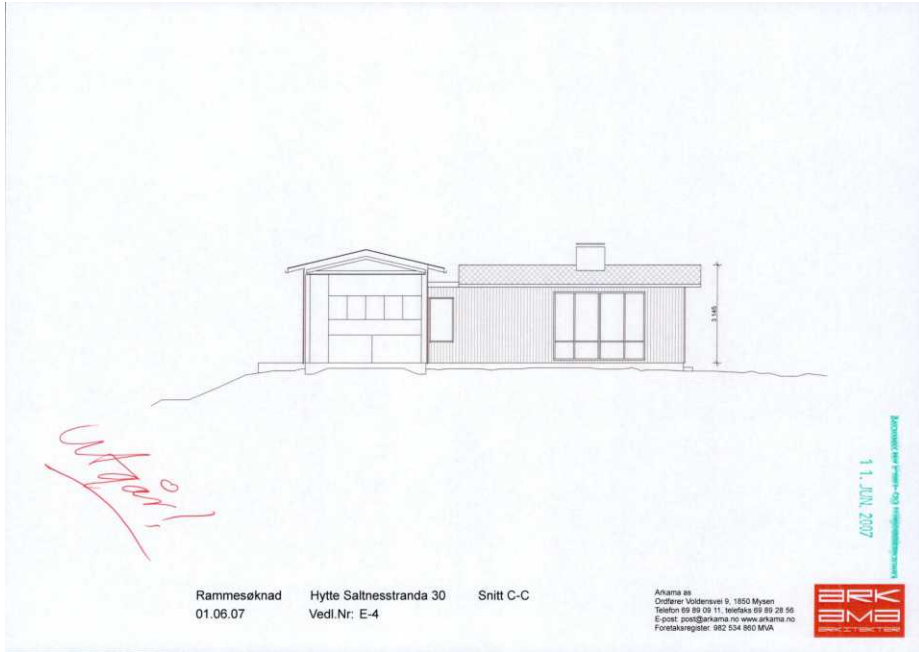 3.145
utgår!
11. JUN. 2007
Rammesøknad Hytte Saltnesstranda 30 Snitt C-C
01.06.07 Vedl.Nr: E-4
Arkama as
Ordfører Voldensvei 9, 1850 Mysen
Telefon 69 89 09 11, telefaks 69 89 28 56
E-post: post@arkama.no www.arkama.no
Foretaksregister: 982 534 860 MVA
ARK
AMA
ARKITEKTER